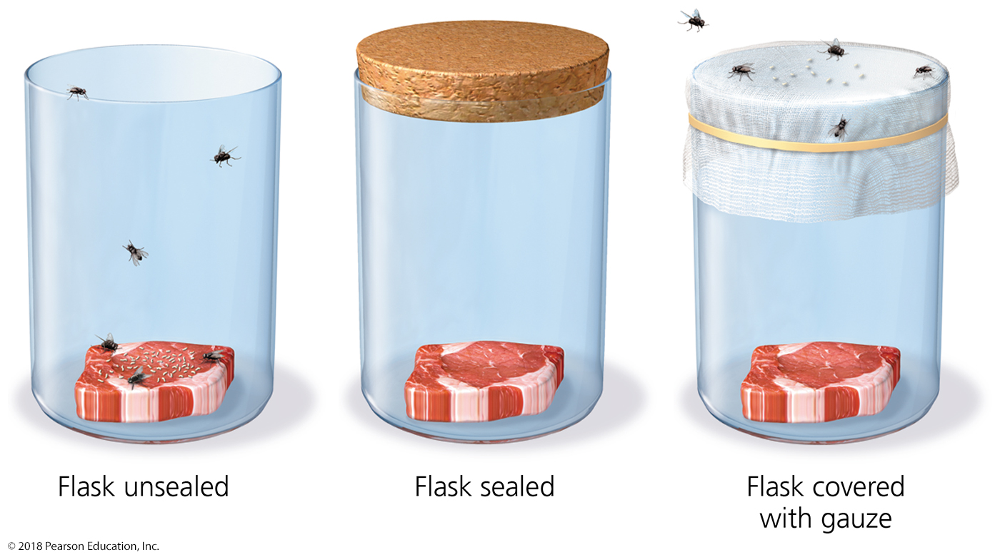 Flask unsealed
Flask sealed
Flask covered
with gauze
© 2018 Pearson Education, Inc.